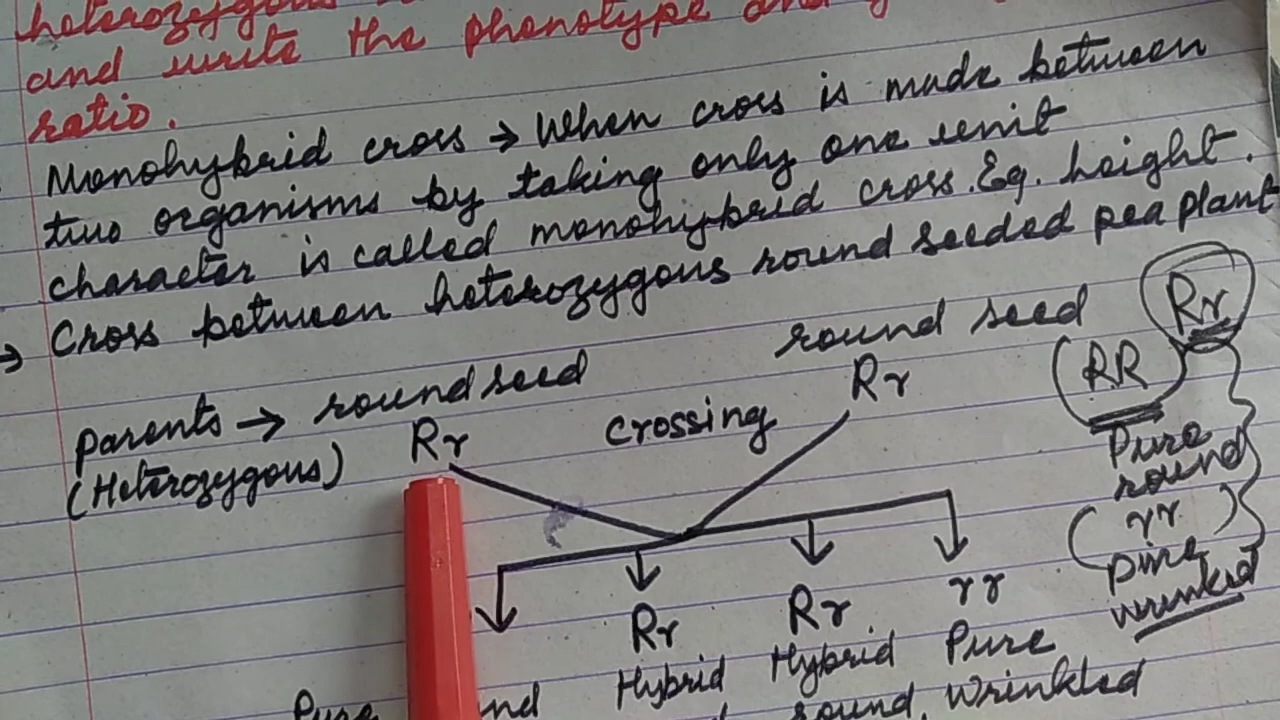 heterozygous
and write the phenotype and
ratio.
Monohybrid cross → When cross is made between
two organisms by taking only one unit
character is called monohybrid cross. Eg. height.
→ Cross between heterozygous round seeded pea plant
Parents → round seed round seed
(Heterozygous) Rr crossing Rr
Rr
(RR)
Pure
round
(rr)
pure
wrinkled
Rr Rr rr
Hybrid Hybrid Pure
Pure nd round, Wrinkled